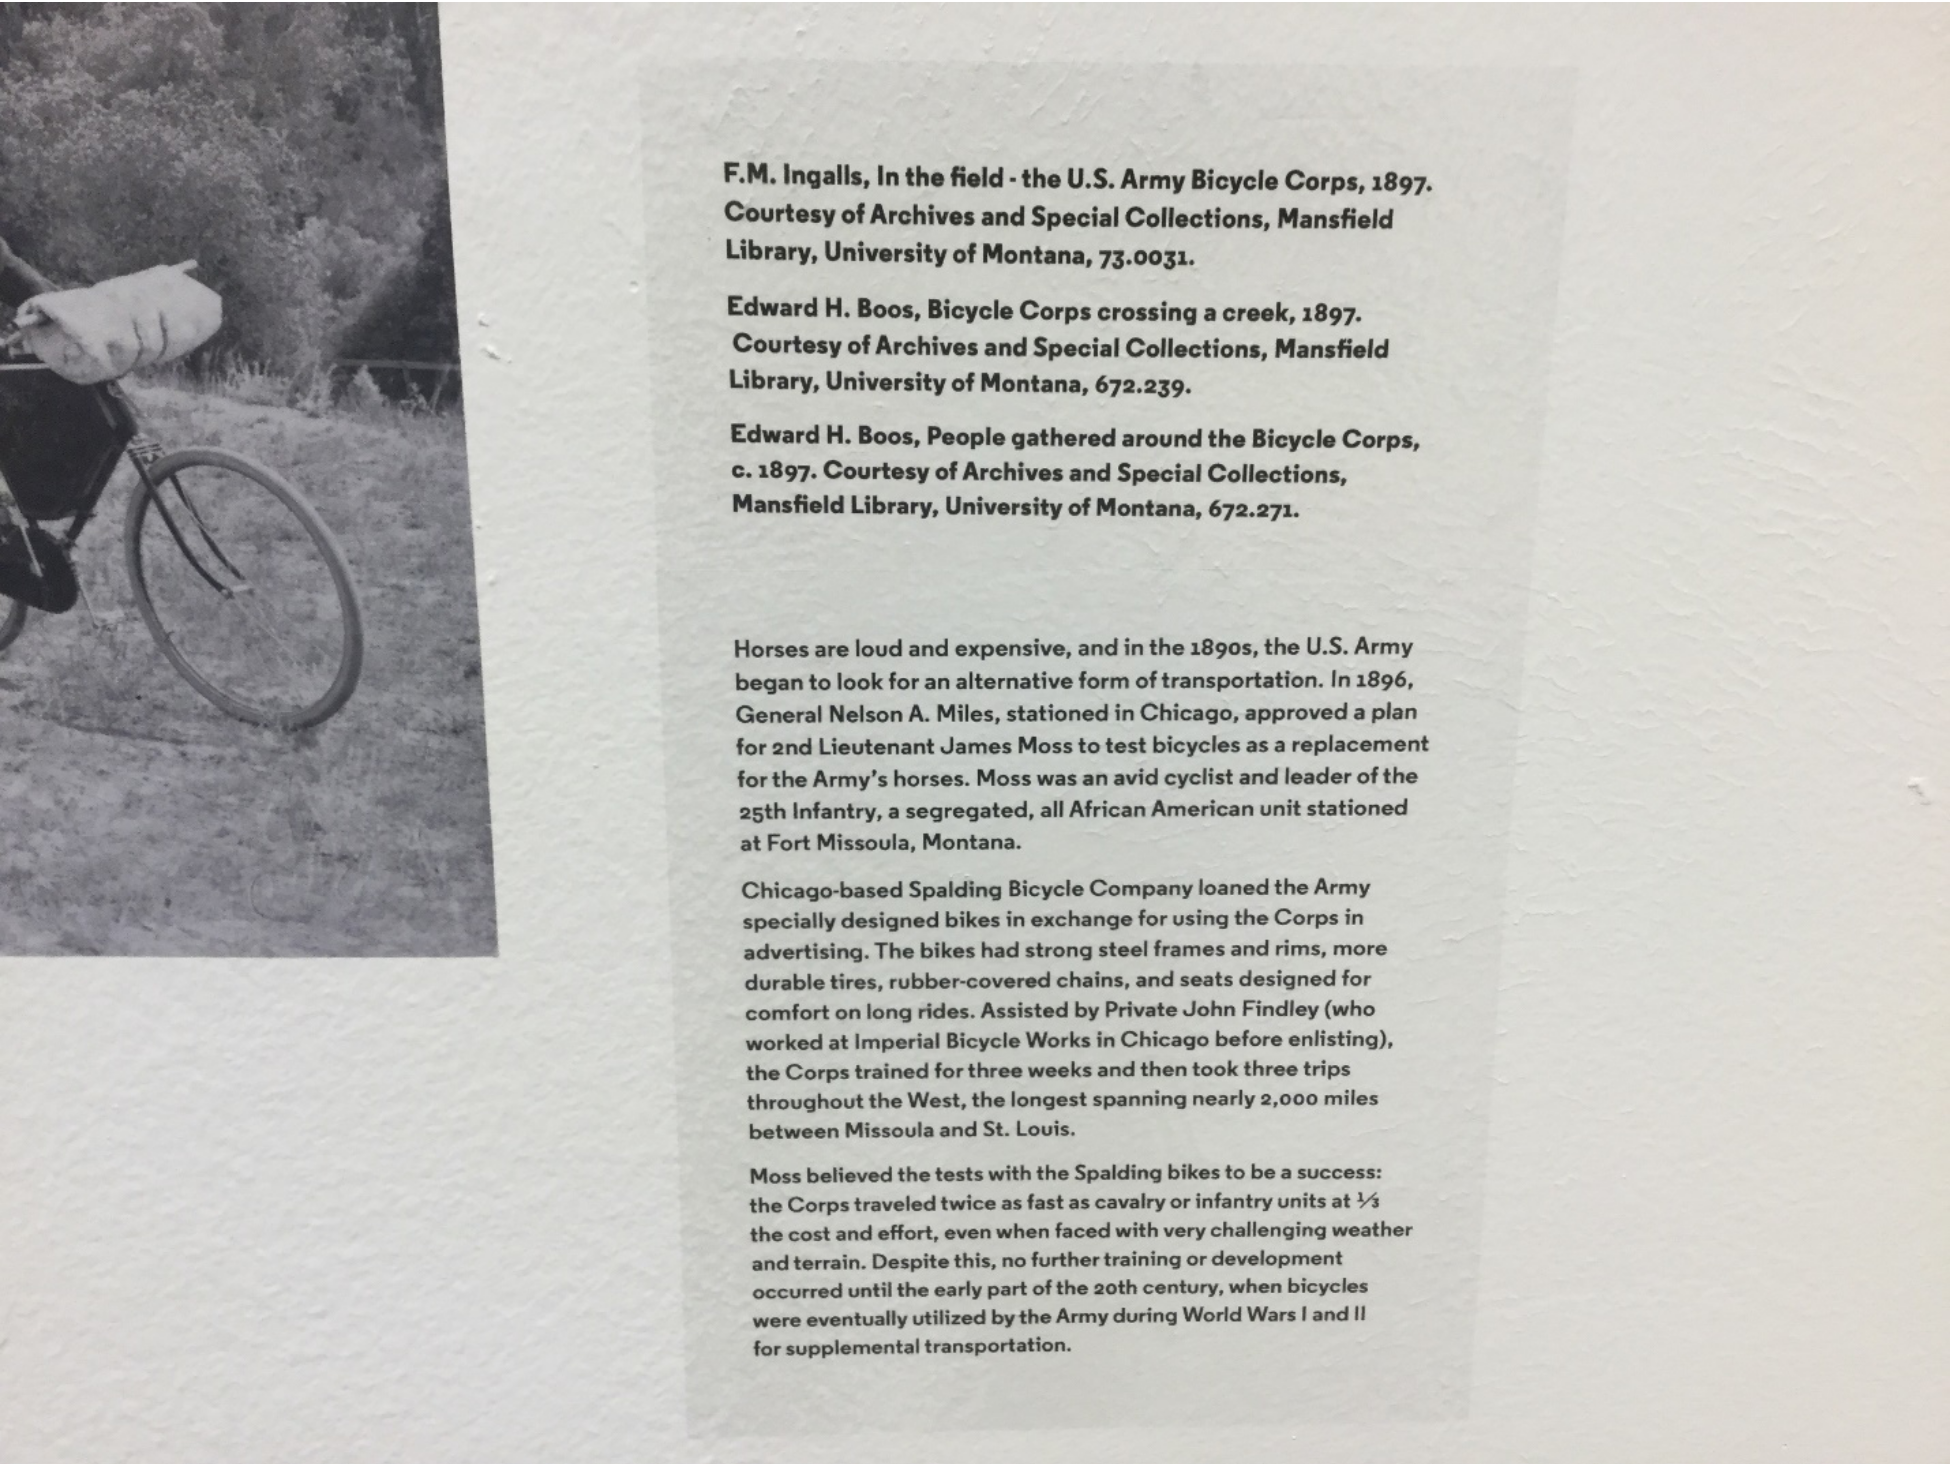 F.M. Ingalls, In the field - the U.S. Army Bicycle Corps, 1897.
Courtesy of Archives and Special Collections, Mansfield
Library, University of Montana, 73.0031.
Edward H. Boos, Bicycle Corps crossing a creek, 1897.
Courtesy of Archives and Special Collections, Mansfield
Library, University of Montana, 672.239.
Edward H. Boos, People gathered around the Bicycle Corps,
c. 1897. Courtesy of Archives and Special Collections,
Mansfield Library, University of Montana, 672.271.
Horses are loud and expensive, and in the 1890s, the U.S. Army
began to look for an alternative form of transportation. In 1896,
General Nelson A. Miles, stationed in Chicago, approved a plan
for 2nd Lieutenant James Moss to test bicycles as a replacement
for the Army's horses. Moss was an avid cyclist and leader of the
25th Infantry, a segregated, all African American unit stationed
at Fort Missoula, Montana.
Chicago-based Spalding Bicycle Company loaned the Army
specially designed bikes in exchange for using the Corps in
advertising. The bikes had strong steel frames and rims, more
durable tires, rubber-covered chains, and seats designed for
comfort on long rides. Assisted by Private John Findley (who
worked at Imperial Bicycle Works in Chicago before enlisting),
the Corps trained for three weeks and then took three trips
throughout the West, the longest spanning nearly 2,000 miles
between Missoula and St. Louis.
Moss believed the tests with the Spalding bikes to be a success:
the Corps traveled twice as fast as cavalry or infantry units at ⅓
the cost and effort, even when faced with very challenging weather
and terrain. Despite this, no further training or development
occurred until the early part of the 20th century, when bicycles
were eventually utilized by the Army during World Wars I and II
for supplemental transportation.